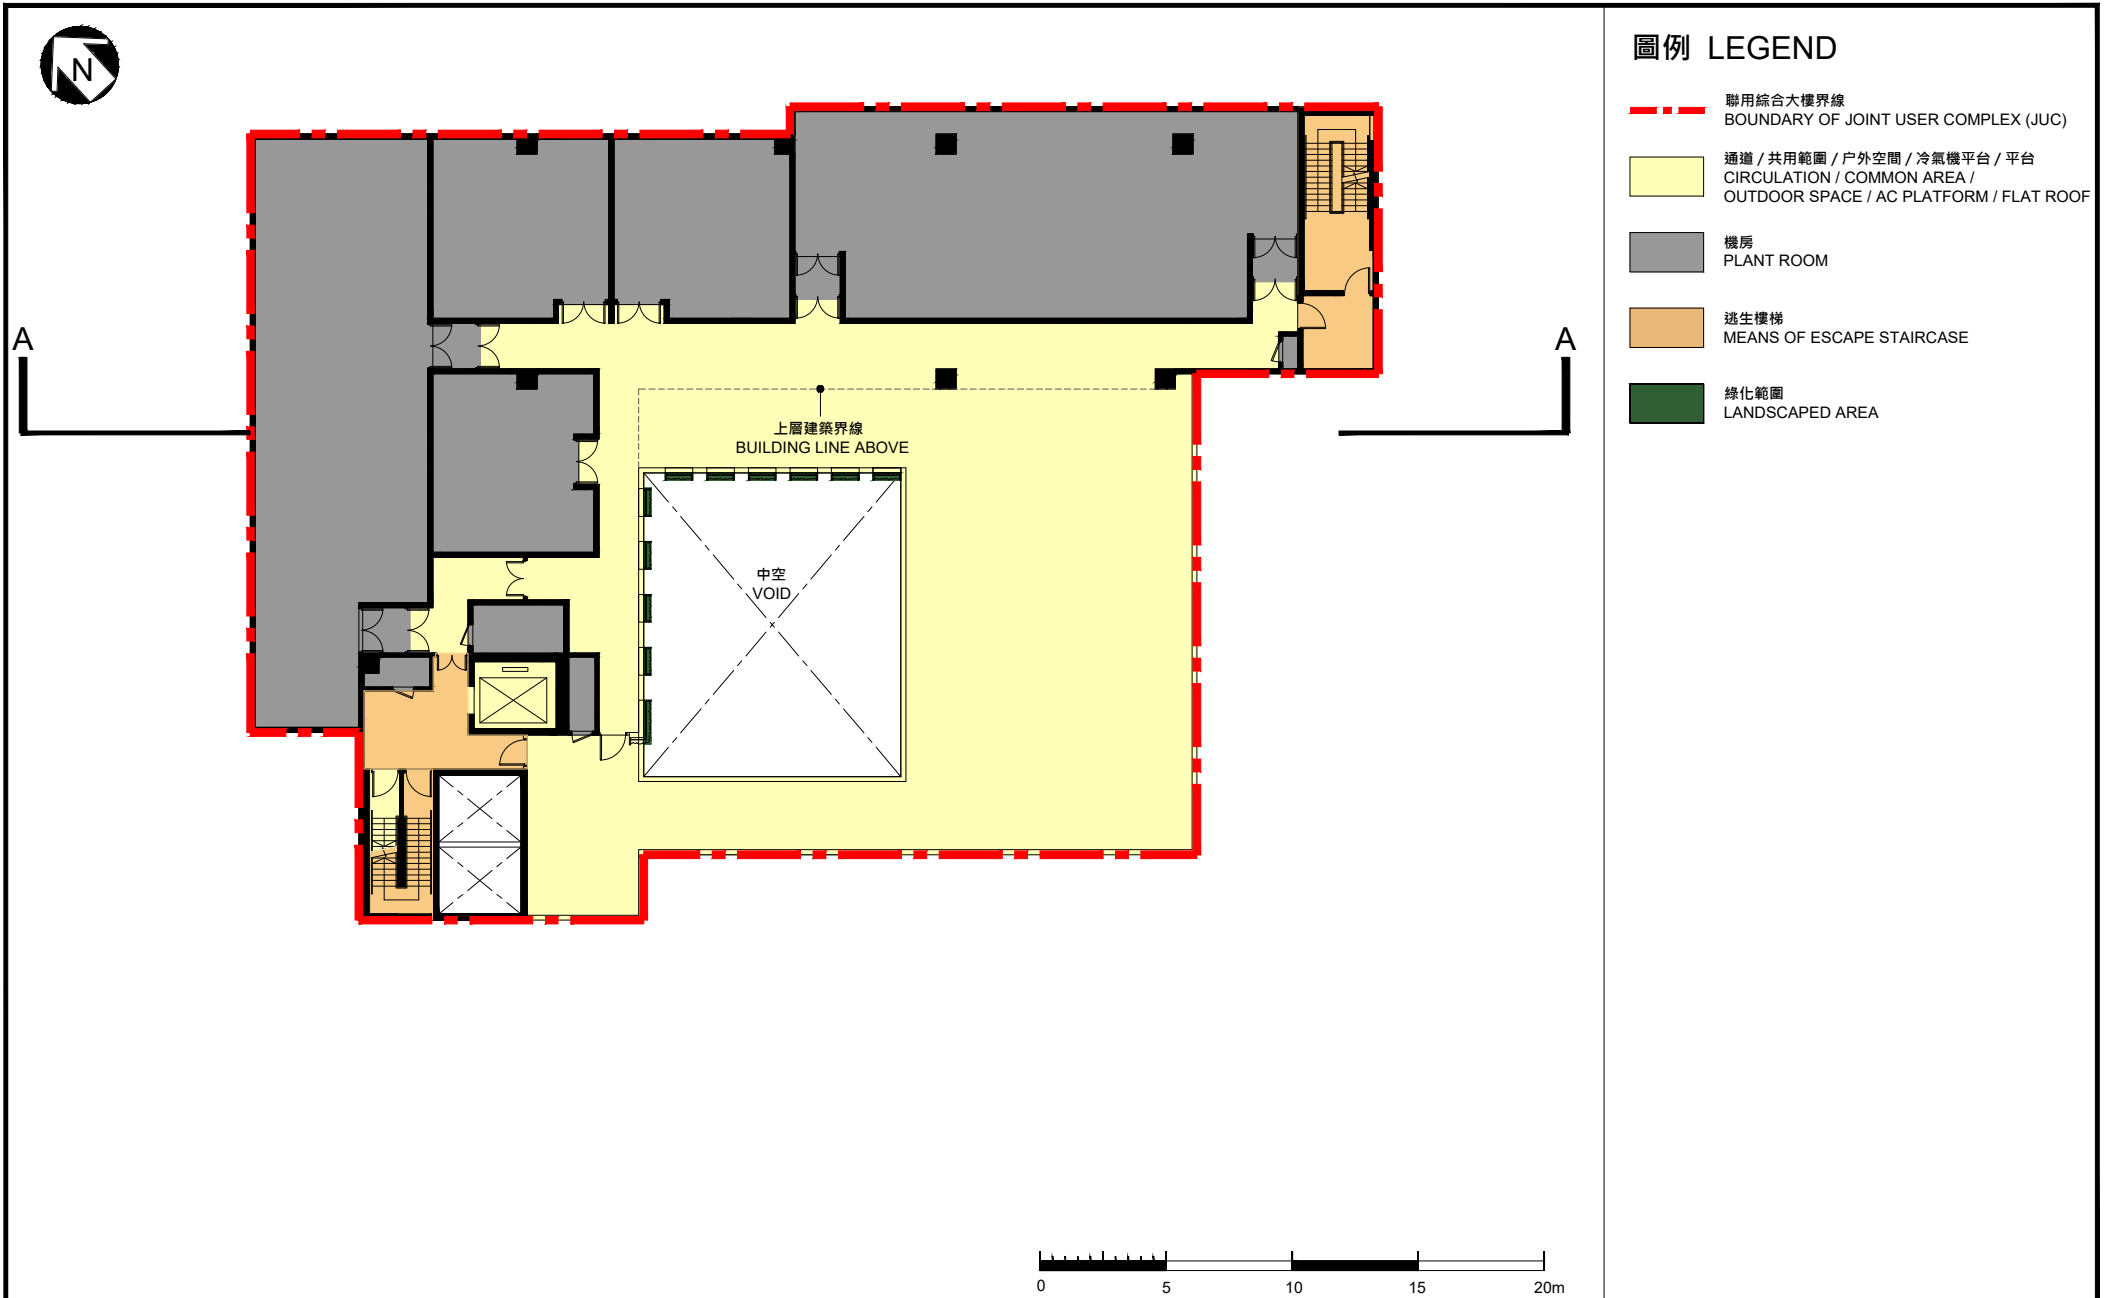 N
圖例 LEGEND
聯用綜合大樓界線
BOUNDARY OF JOINT USER COMPLEX (JUC)
通道 / 共用範圍 / 户外空間 / 冷氣機平台 / 平台
CIRCULATION / COMMON AREA /
OUTDOOR SPACE / AC PLATFORM / FLAT ROOF
機房
PLANT ROOM
逃生樓梯
MEANS OF ESCAPE STAIRCASE
綠化範圍
LANDSCAPED AREA
A
A
上層建築界線
BUILDING LINE ABOVE
中空
VOID
0 5 10 15 20m